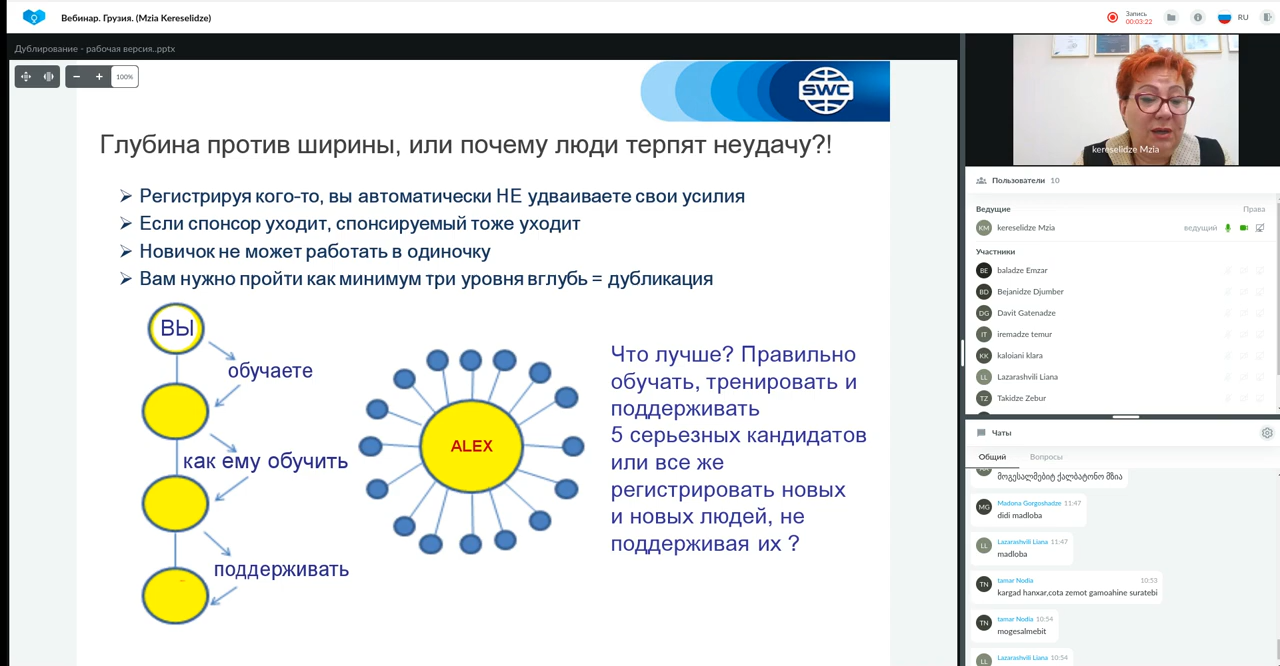 Вебинар. Грузия. (Mzia Kereselidze)
Запись
00:03:22
RU
Дублирование - рабочая версия..pptx
100%
SWC
Глубина против ширины, или почему люди терпят неудачу?!
Регистрируя кого-то, вы автоматически НЕ удваиваете свои усилия
Если спонсор уходит, спонсируемый тоже уходит
Новичок не может работать в одиночку
Вам нужно пройти как минимум три уровня вглубь = дубликация
ВЫ
обучаете
как ему обучить
поддерживать
ALEX
Что лучше? Правильно
обучать, тренировать и
поддерживать
5 серьезных кандидатов
или все же
регистрировать новых
и новых людей, не
поддерживая их ?
kereselidze Mzia
Пользователи 10
Ведущие Права
KM kereselidze Mzia ведущий
Участники
BE baladze Emzar
BD Bejanidze Djumber
DG Davit Gatenadze
IT iremadze temur
KK kaloiani klara
LL Lazarashvili Liana
TZ Takidze Zebur
Чаты
Общий Вопросы
მოგესალმებიტ ქალბატონო მზია
MG Madona Gorgoshadze 11:47
didi madloba
LL Lazarashvili Liana 11:47
madloba
TN tamar Nodia 10:53
kargad hanxar,cota zemot gamoahine suratebi
TN tamar Nodia 10:54
mogesalmebit
LL Lazarashvili Liana 10:54